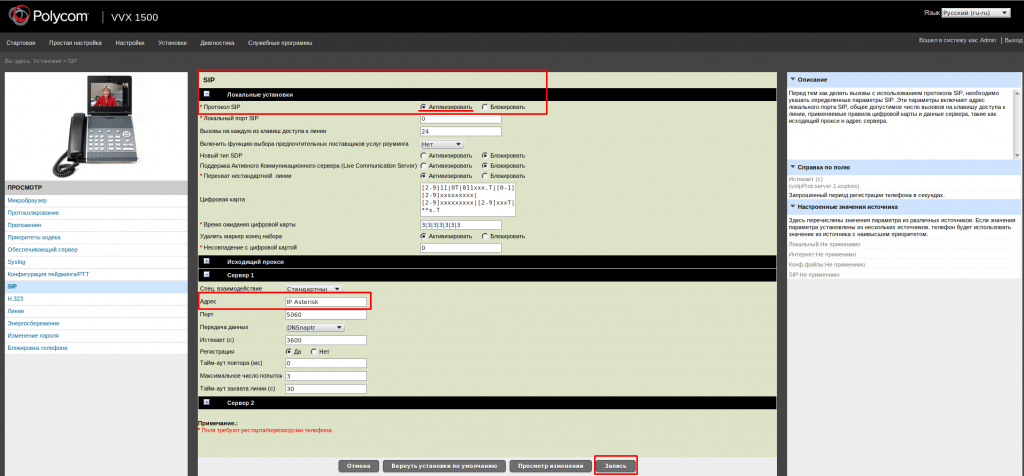 Polycom | VVX 1500
Язык Русский (ru-ru)
Стартовая Простая настройка Настройки Установки Диагностика Служебные программы
Вошел в систему как: Admin | Выход
Вы здесь: Установки > SIP
ПРОСМОТР
Микробраузер
Протоколирование
Приложения
Приоритеты кодека
Обеспечивающий сервер
Syslog
Конфигурация пейджинга/PTT
SIP
H.323
Линии
Энергосбережение
Изменение пароля
Блокировка телефона
SIP
Локальные установки
* Протокол SIP Активизировать Блокировать
* Локальный порт SIP 0
Вызовы на каждую из клавиш доступа к линии 24
Включить функцию выбора предпочтительных поставщиков услуг роуминга Нет
Новый тип SDP Активизировать Блокировать
Поддержка Активного Коммуникационного сервера (Live Communication Server) Активизировать Блокировать
* Перехват нестандартной линии Активизировать Блокировать
Цифровая карта
[2-9]11|0T|011xxx.T|[0-1]
[2-9]xxxxxxxxx|
[2-9]xxxxxxxxx|[2-9]xxxT|
**x.T
* Время ожидания цифровой карты 3|3|3|3|3|3
Удалить маркер конец набора Активизировать Блокировать
* Несовпадение с цифровой картой 0
Исходящий прокси
Сервер 1
Спец. взаимодействие Стандартный
Адрес IP Asterisk
Порт 5060
Передача данных DNSnaptr
Истекает (с) 3600
Регистрация Да Нет
Тайм-аут повтора (мс) 0
Максимальное число попыток 3
Тайм-аут захвата линии (с) 30
Сервер 2
Примечание.:
* Поля требуют рестарта/перезагрузки телефона.
Отмена Вернуть установки по умолчанию Просмотр изменений Запись
Описание
Перед тем как делать вызовы с использованием протокола SIP, необходимо
указать определенные параметры SIP. Эти параметры включают адрес
локального порта SIP, общее допустимое число вызовов на клавишу доступа к
линии, применяемые правила цифровой карты и данные сервера, такие как
исходящий прокси и адрес сервера.
Справка по полю
Истекает (с)
(volpProt.server.1.expires)
Запрошенный период регистрации телефона в секундах.
Настроенные значения источника
Здесь перечислены значения параметра из различных источников. Если значения
параметра установлены из нескольких источников, телефон будет использовать
значение из источника с наивысшим приоритетом.
Локальный:Не применимо
Интернет:Не применимо
Конф.файлы:Не применимо
SIP:Не применимо